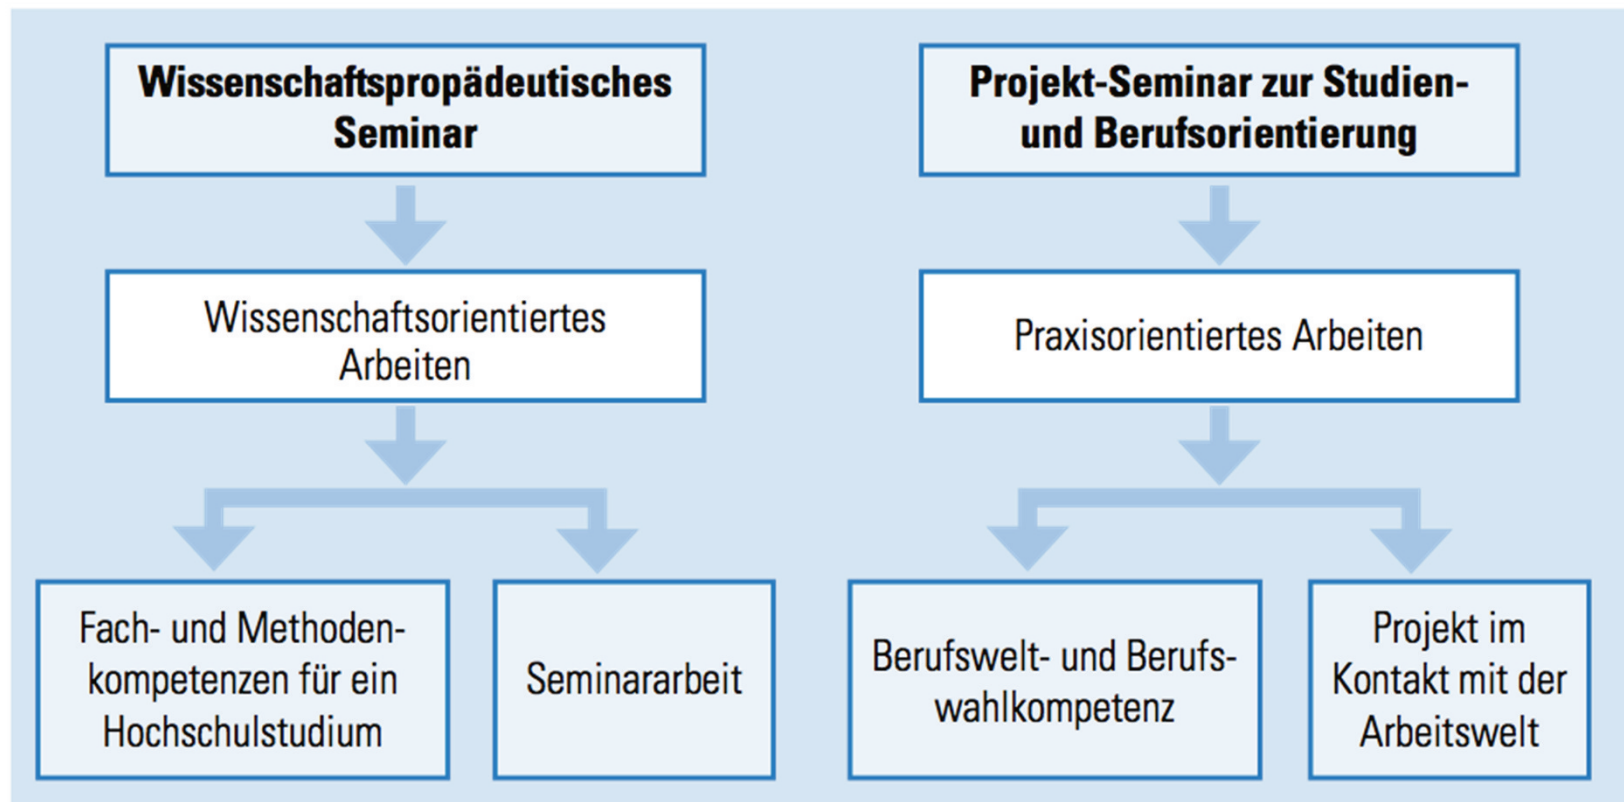 Wissenschaftspropädeutisches
Seminar
Projekt-Seminar zur Studien-
und Berufsorientierung
Wissenschaftsorientiertes
Arbeiten
Praxisorientiertes Arbeiten
Fach- und Methoden-
kompetenzen für ein
Hochschulstudium
Seminararbeit
Berufswelt- und Berufs-
wahlkompetenz
Projekt im
Kontakt mit der
Arbeitswelt